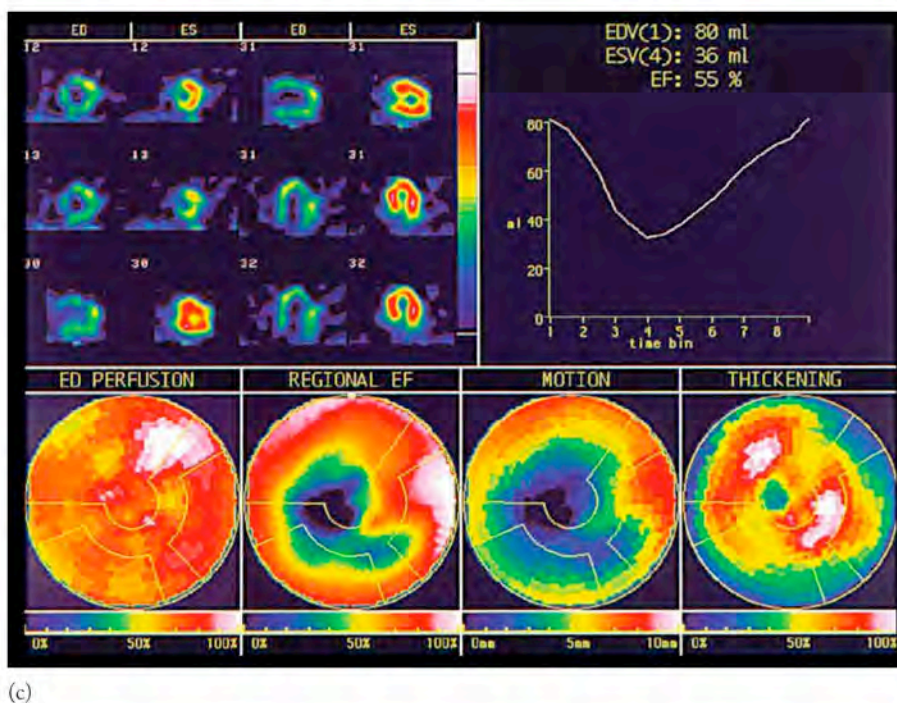 ED ES ED ES
12 12 31 31
13 13 31 31
30 30 32 32
EDV(1): 80 ml
ESV(4): 36 ml
EF: 55 %
80
60
40
20
0
ml
1 2 3 4 5 6 7 8
time bin
ED PERFUSION REGIONAL EF MOTION THICKENING
0% 50% 100% 0% 50% 100% 0mm 5mm 10mm 0% 50% 100%
(c)